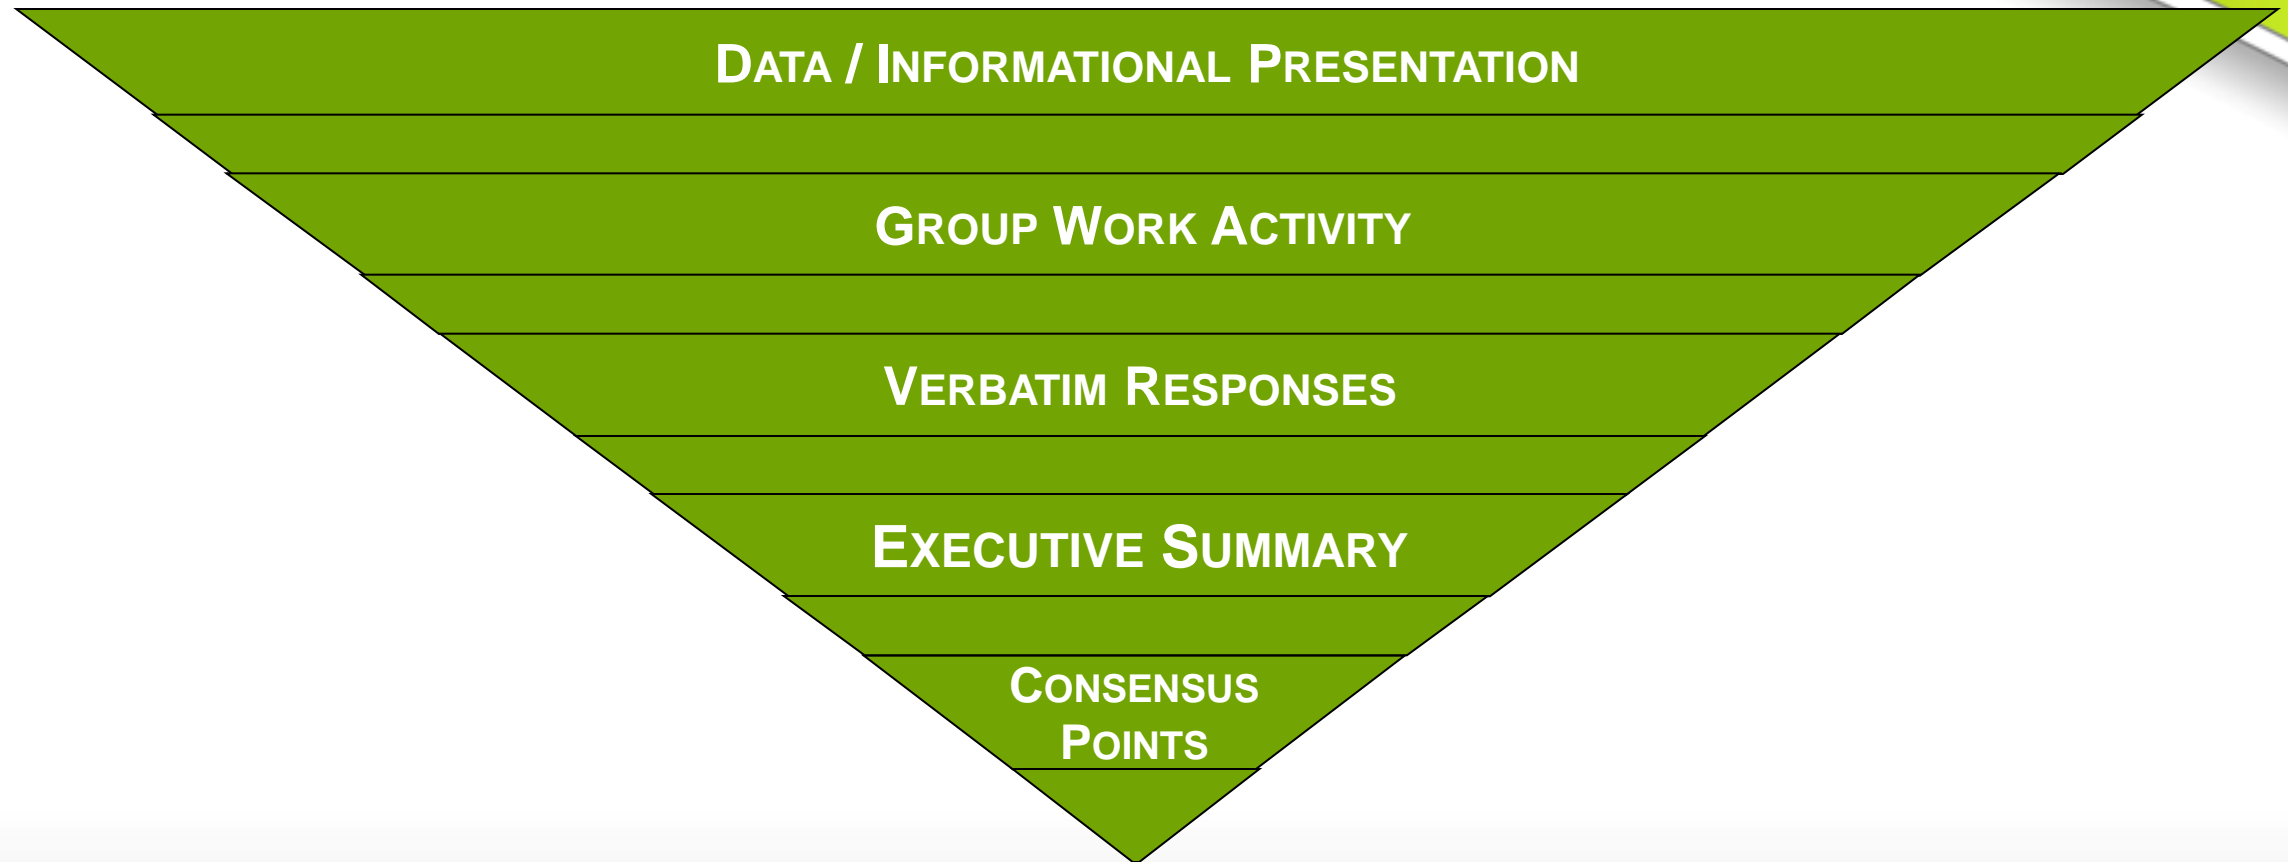 Data / Informational Presentation
Group Work Activity
Verbatim Responses
Executive Summary
Consensus
Points